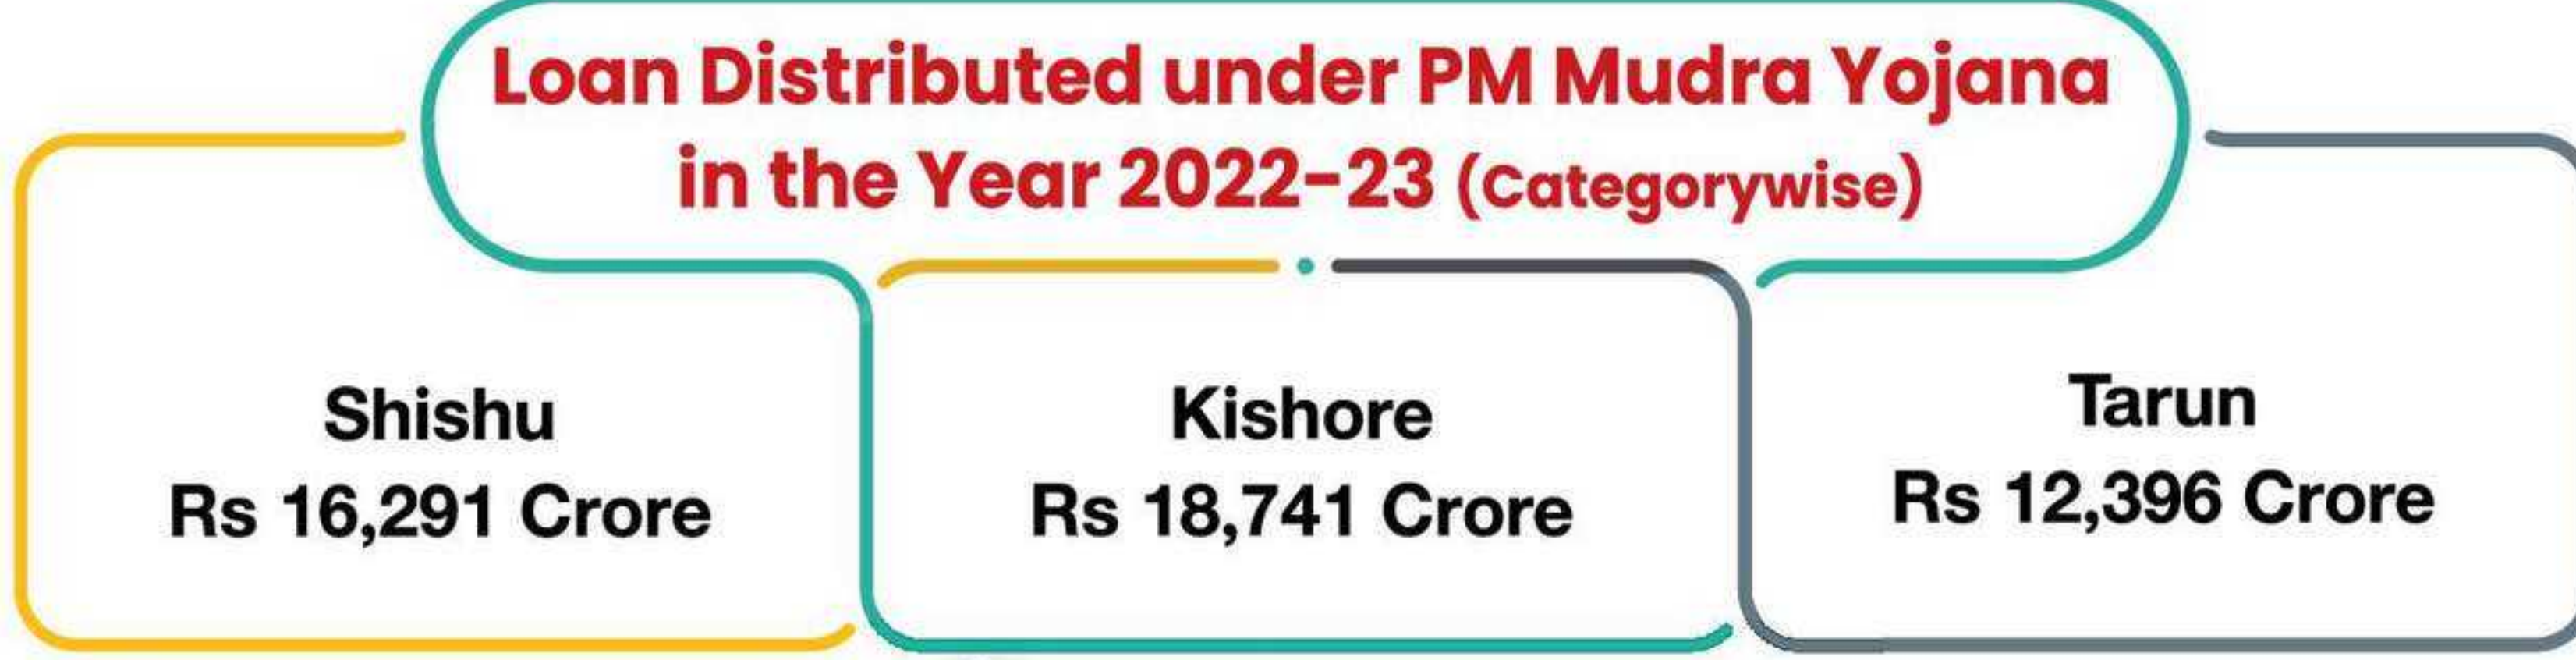 Loan Distributed under PM Mudra Yojana
in the Year 2022-23 (Categorywise)
Shishu
Rs 16,291 Crore
Kishore
Rs 18,741 Crore
Tarun
Rs 12,396 Crore